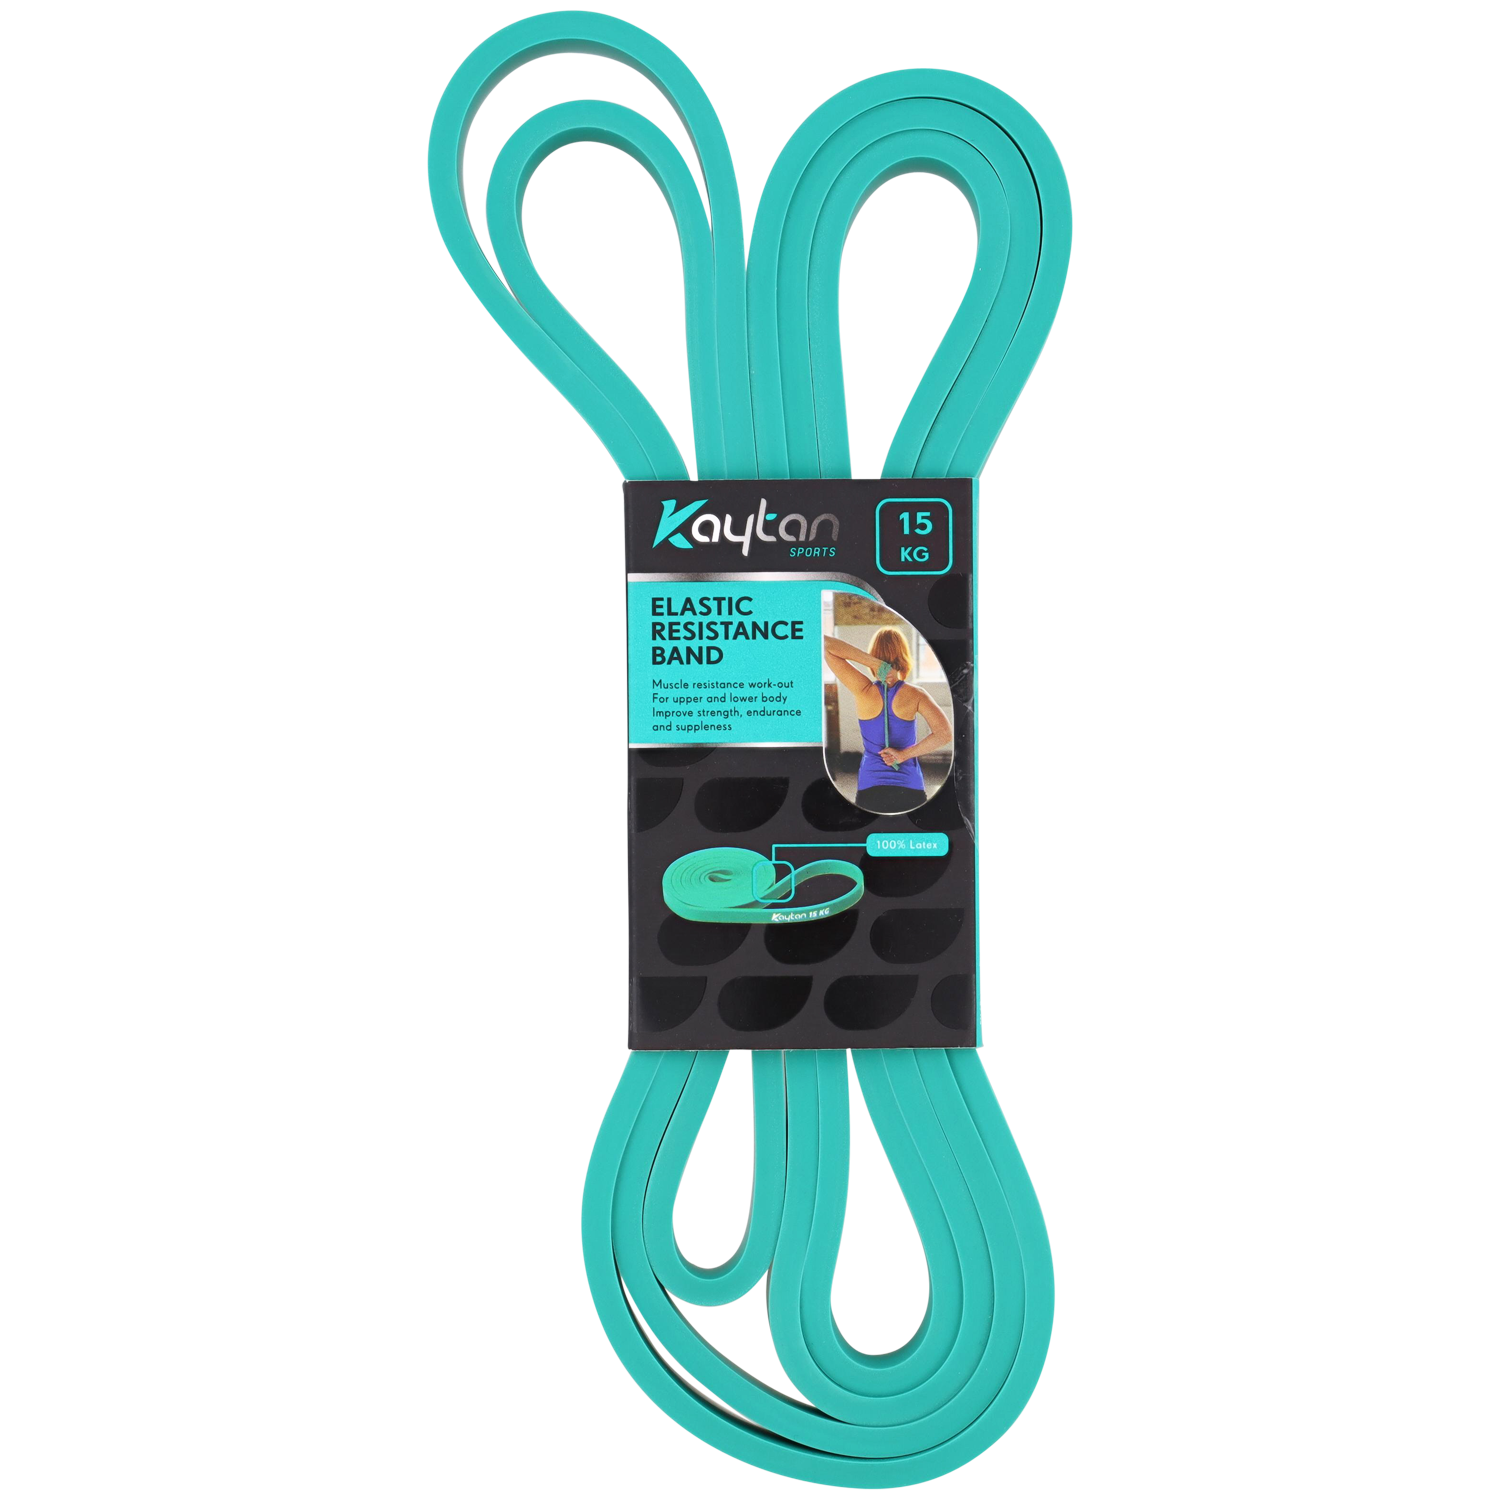 Kaytan
SPORTS
15
KG
ELASTIC
RESISTANCE
BAND
Muscle resistance work-out
For upper and lower body
Improve strength, endurance
and suppleness
100% Latex
Kaytan 15 KG